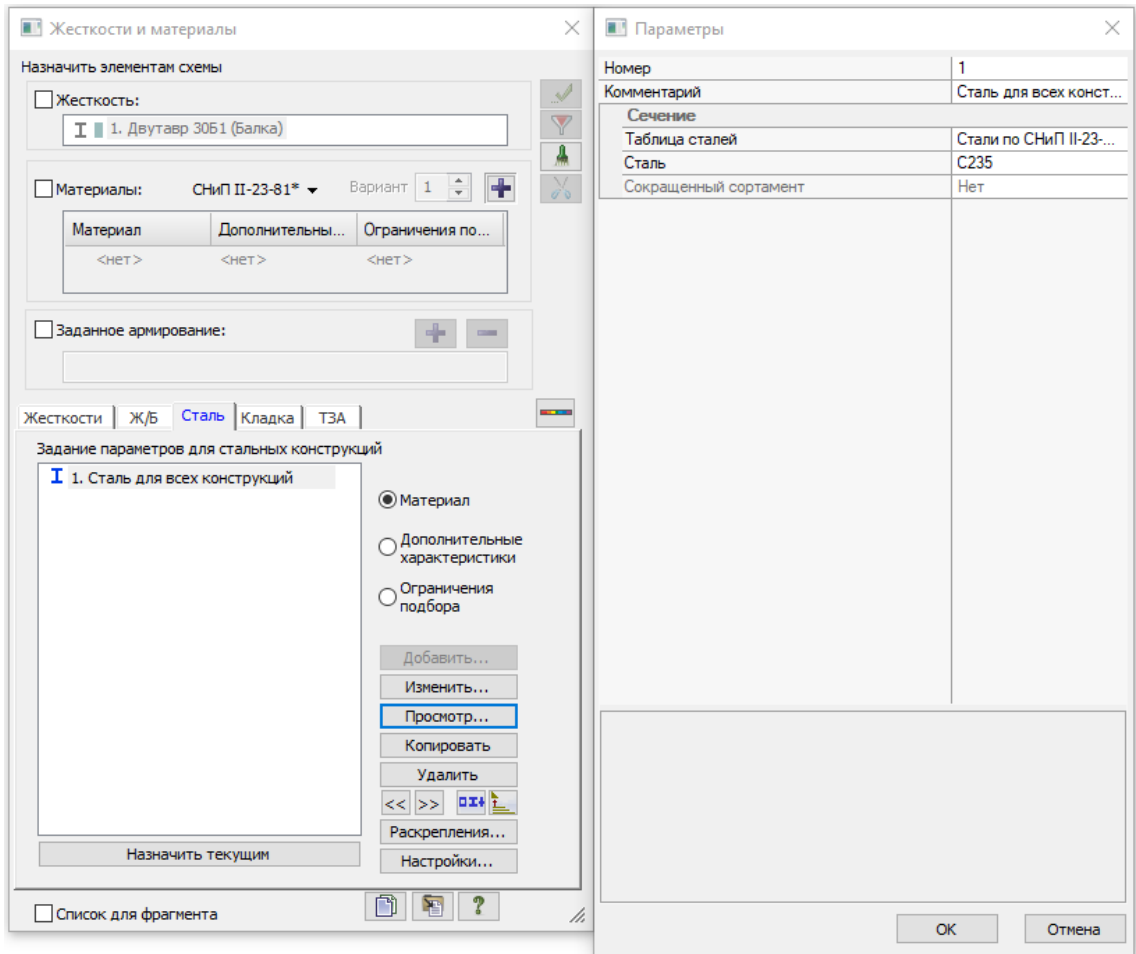 Жесткости и материалы
Назначить элементам схемы
Жесткость:
1. Двутавр 30Б1 (Балка)
Материалы:
СНиП II-23-81*
Вариант
1
Материал
Дополнительны...
Ограничения по...
<нет>
<нет>
<нет>
Заданное армирование:
Жесткости
Ж/Б
Сталь
Кладка
ТЗА
Задание параметров для стальных конструкций
1. Сталь для всех конструкций
Материал
Дополнительные
характеристики
Ограничения
подбора
Добавить...
Изменить...
Просмотр...
Копировать
Удалить
<<
>>
Раскрепления...
Настройки...
Назначить текущим
Список для фрагмента
?
Параметры
Номер
1
Комментарий
Сталь для всех конст...
Сечение
Таблица сталей
Стали по СНиП II-23-...
Сталь
С235
Сокращенный сортамент
Нет
ОК
Отмена